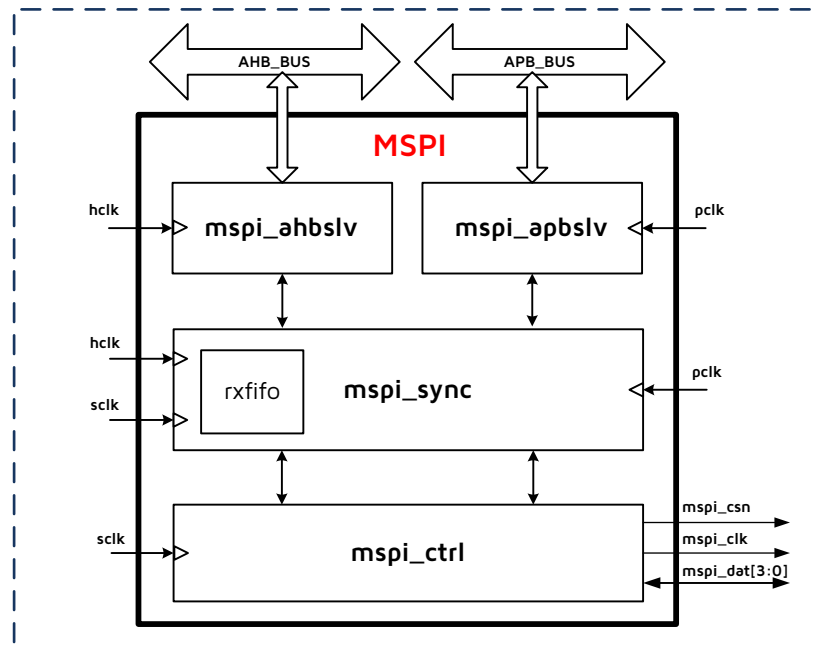 AHB_BUS
APB_BUS
MSPI
hclk
mspi_ahbslv
mspi_apbslv
pclk
hclk
sclk
rxfifo
mspi_sync
pclk
sclk
mspi_ctrl
mspi_csn
mspi_clk
mspi_dat[3:0]